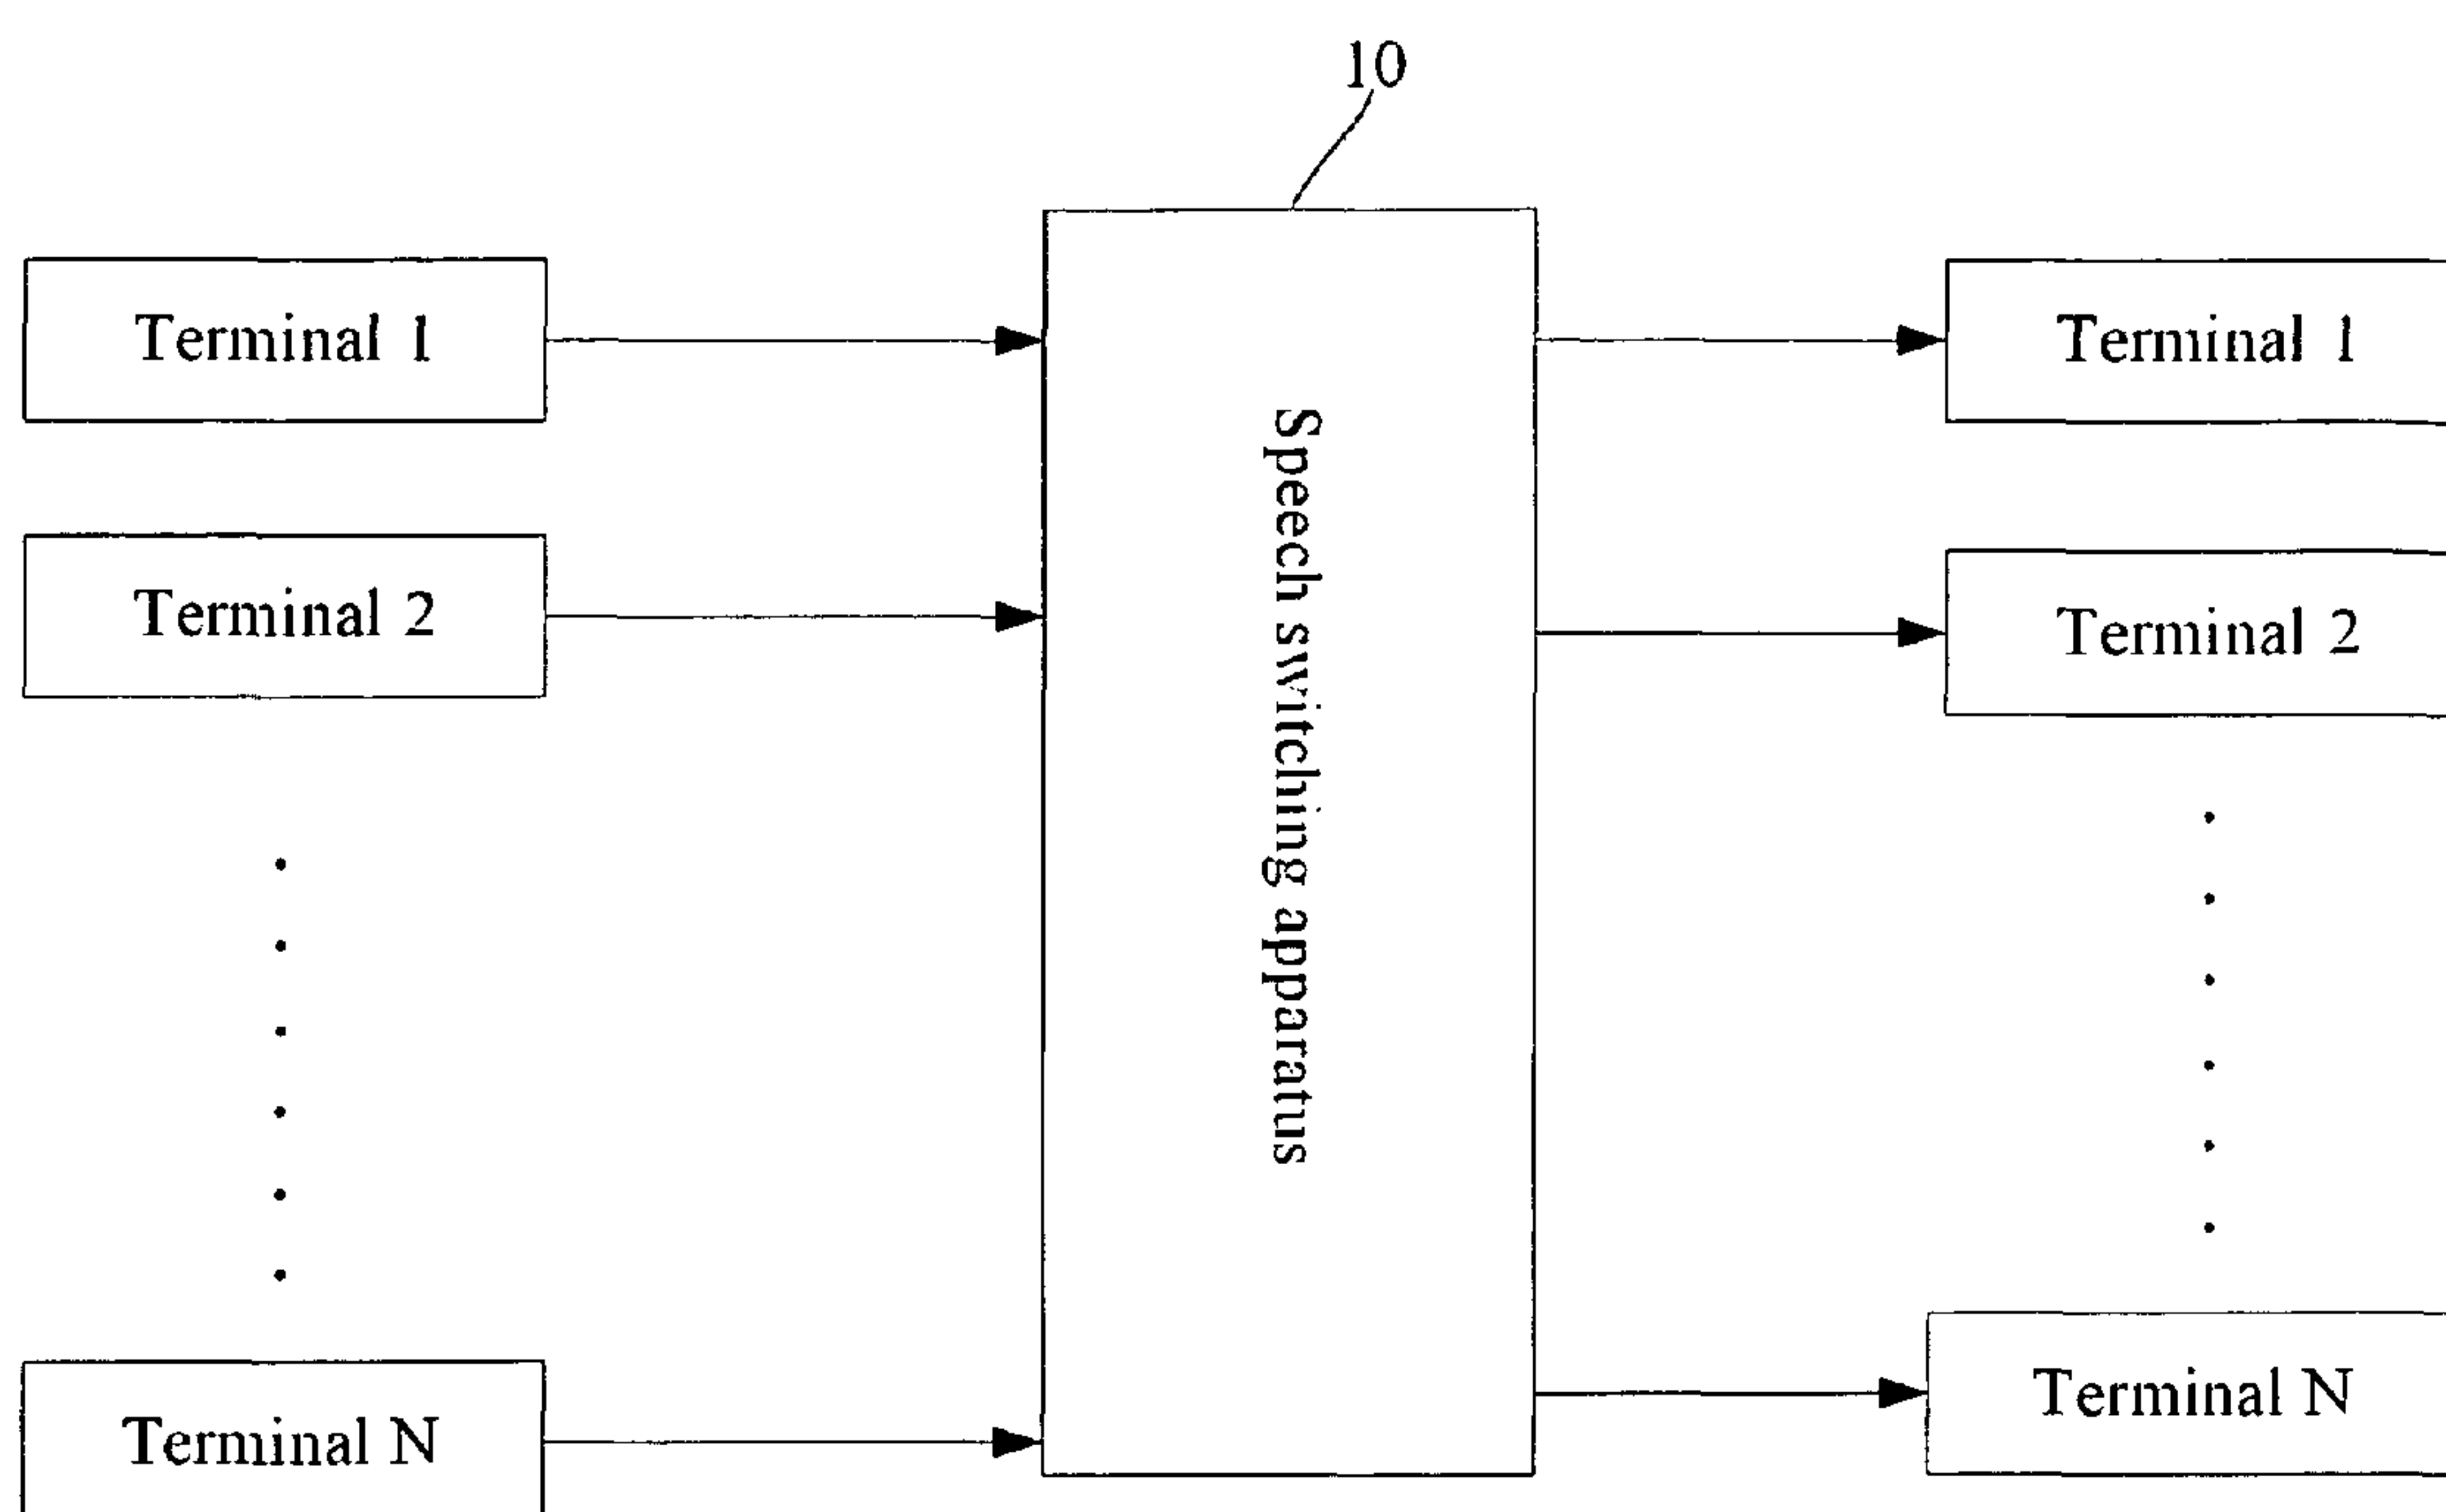 10
Terminal 1
Terminal 1
Terminal 2
Terminal 2
Speech switching apparatus
Terminal N
Terminal N